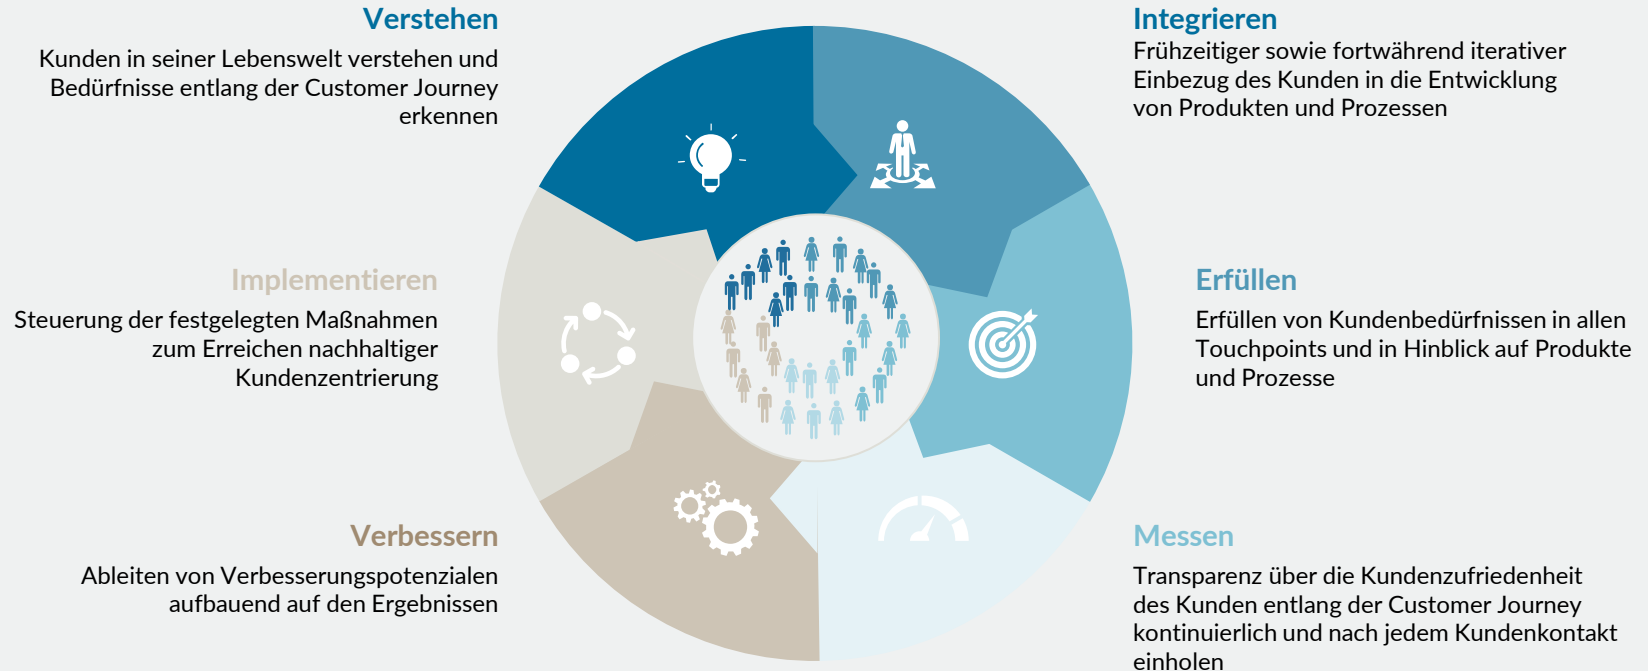 Verstehen
Kunden in seiner Lebenswelt verstehen und
Bedürfnisse entlang der Customer Journey
erkennen
Integrieren
Frühzeitiger sowie fortwährend iterativer
Einbezug des Kunden in die Entwicklung
von Produkten und Prozessen
Implementieren
Steuerung der festgelegten Maßnahmen
zum Erreichen nachhaltiger
Kundenzentrierung
Erfüllen
Erfüllen von Kundenbedürfnissen in allen
Touchpoints und in Hinblick auf Produkte
und Prozesse
Verbessern
Ableiten von Verbesserungspotenzialen
aufbauend auf den Ergebnissen
Messen
Transparenz über die Kundenzufriedenheit
des Kunden entlang der Customer Journey
kontinuierlich und nach jedem Kundenkontakt
einholen